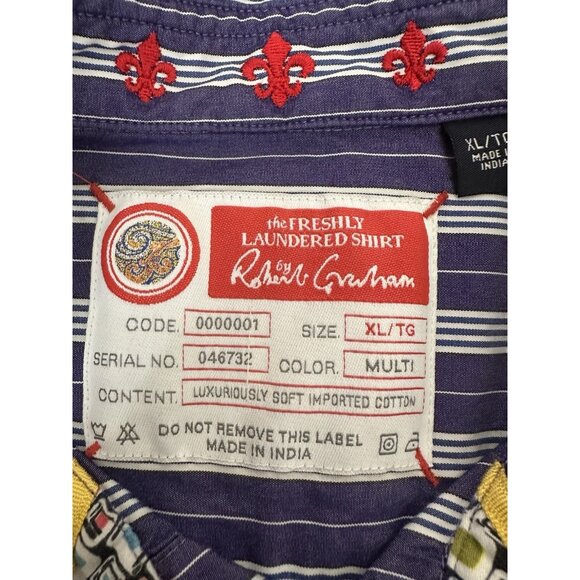 XL/TG
MADE IN
INDIA
the FRESHLY
LAUNDERED SHIRT
by
Robert Graham
CODE. 0000001 SIZE. XL/TG
SERIAL NO. 046732 COLOR. MULTI
CONTENT. LUXURIOUSLY SOFT IMPORTED COTTON
DO NOT REMOVE THIS LABEL
MADE IN INDIA